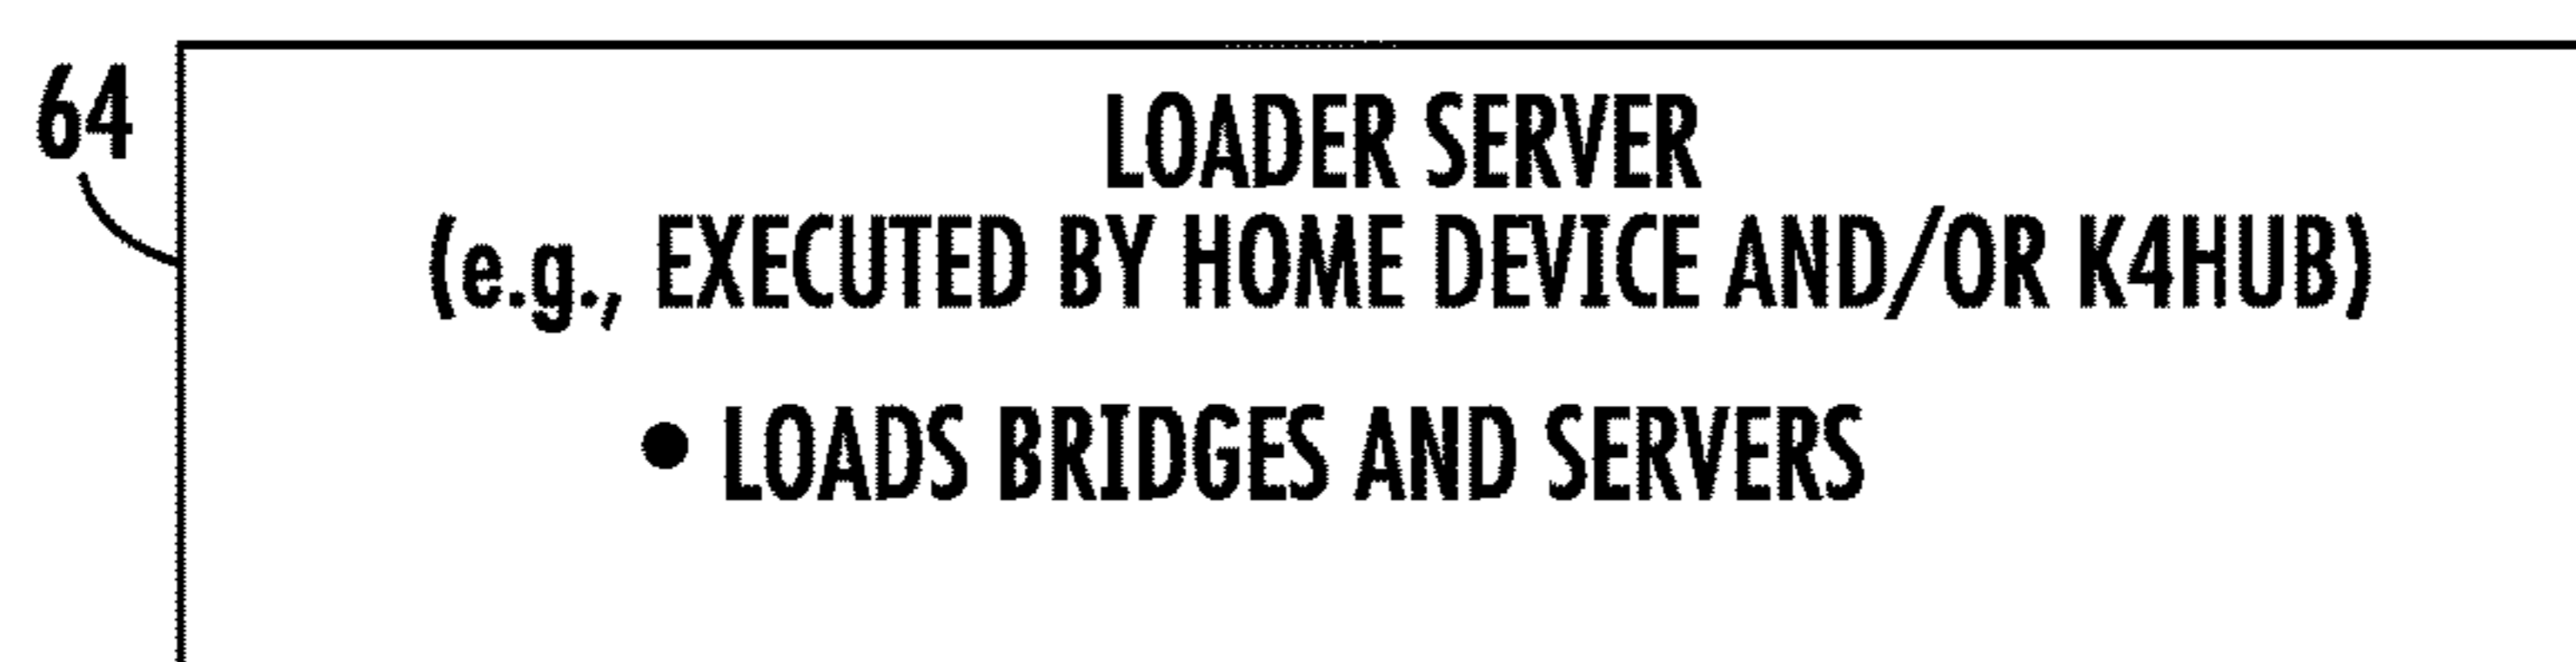 64
LOADER SERVER
(e.g., EXECUTED BY HOME DEVICE AND/OR K4HUB)
• LOADS BRIDGES AND SERVERS